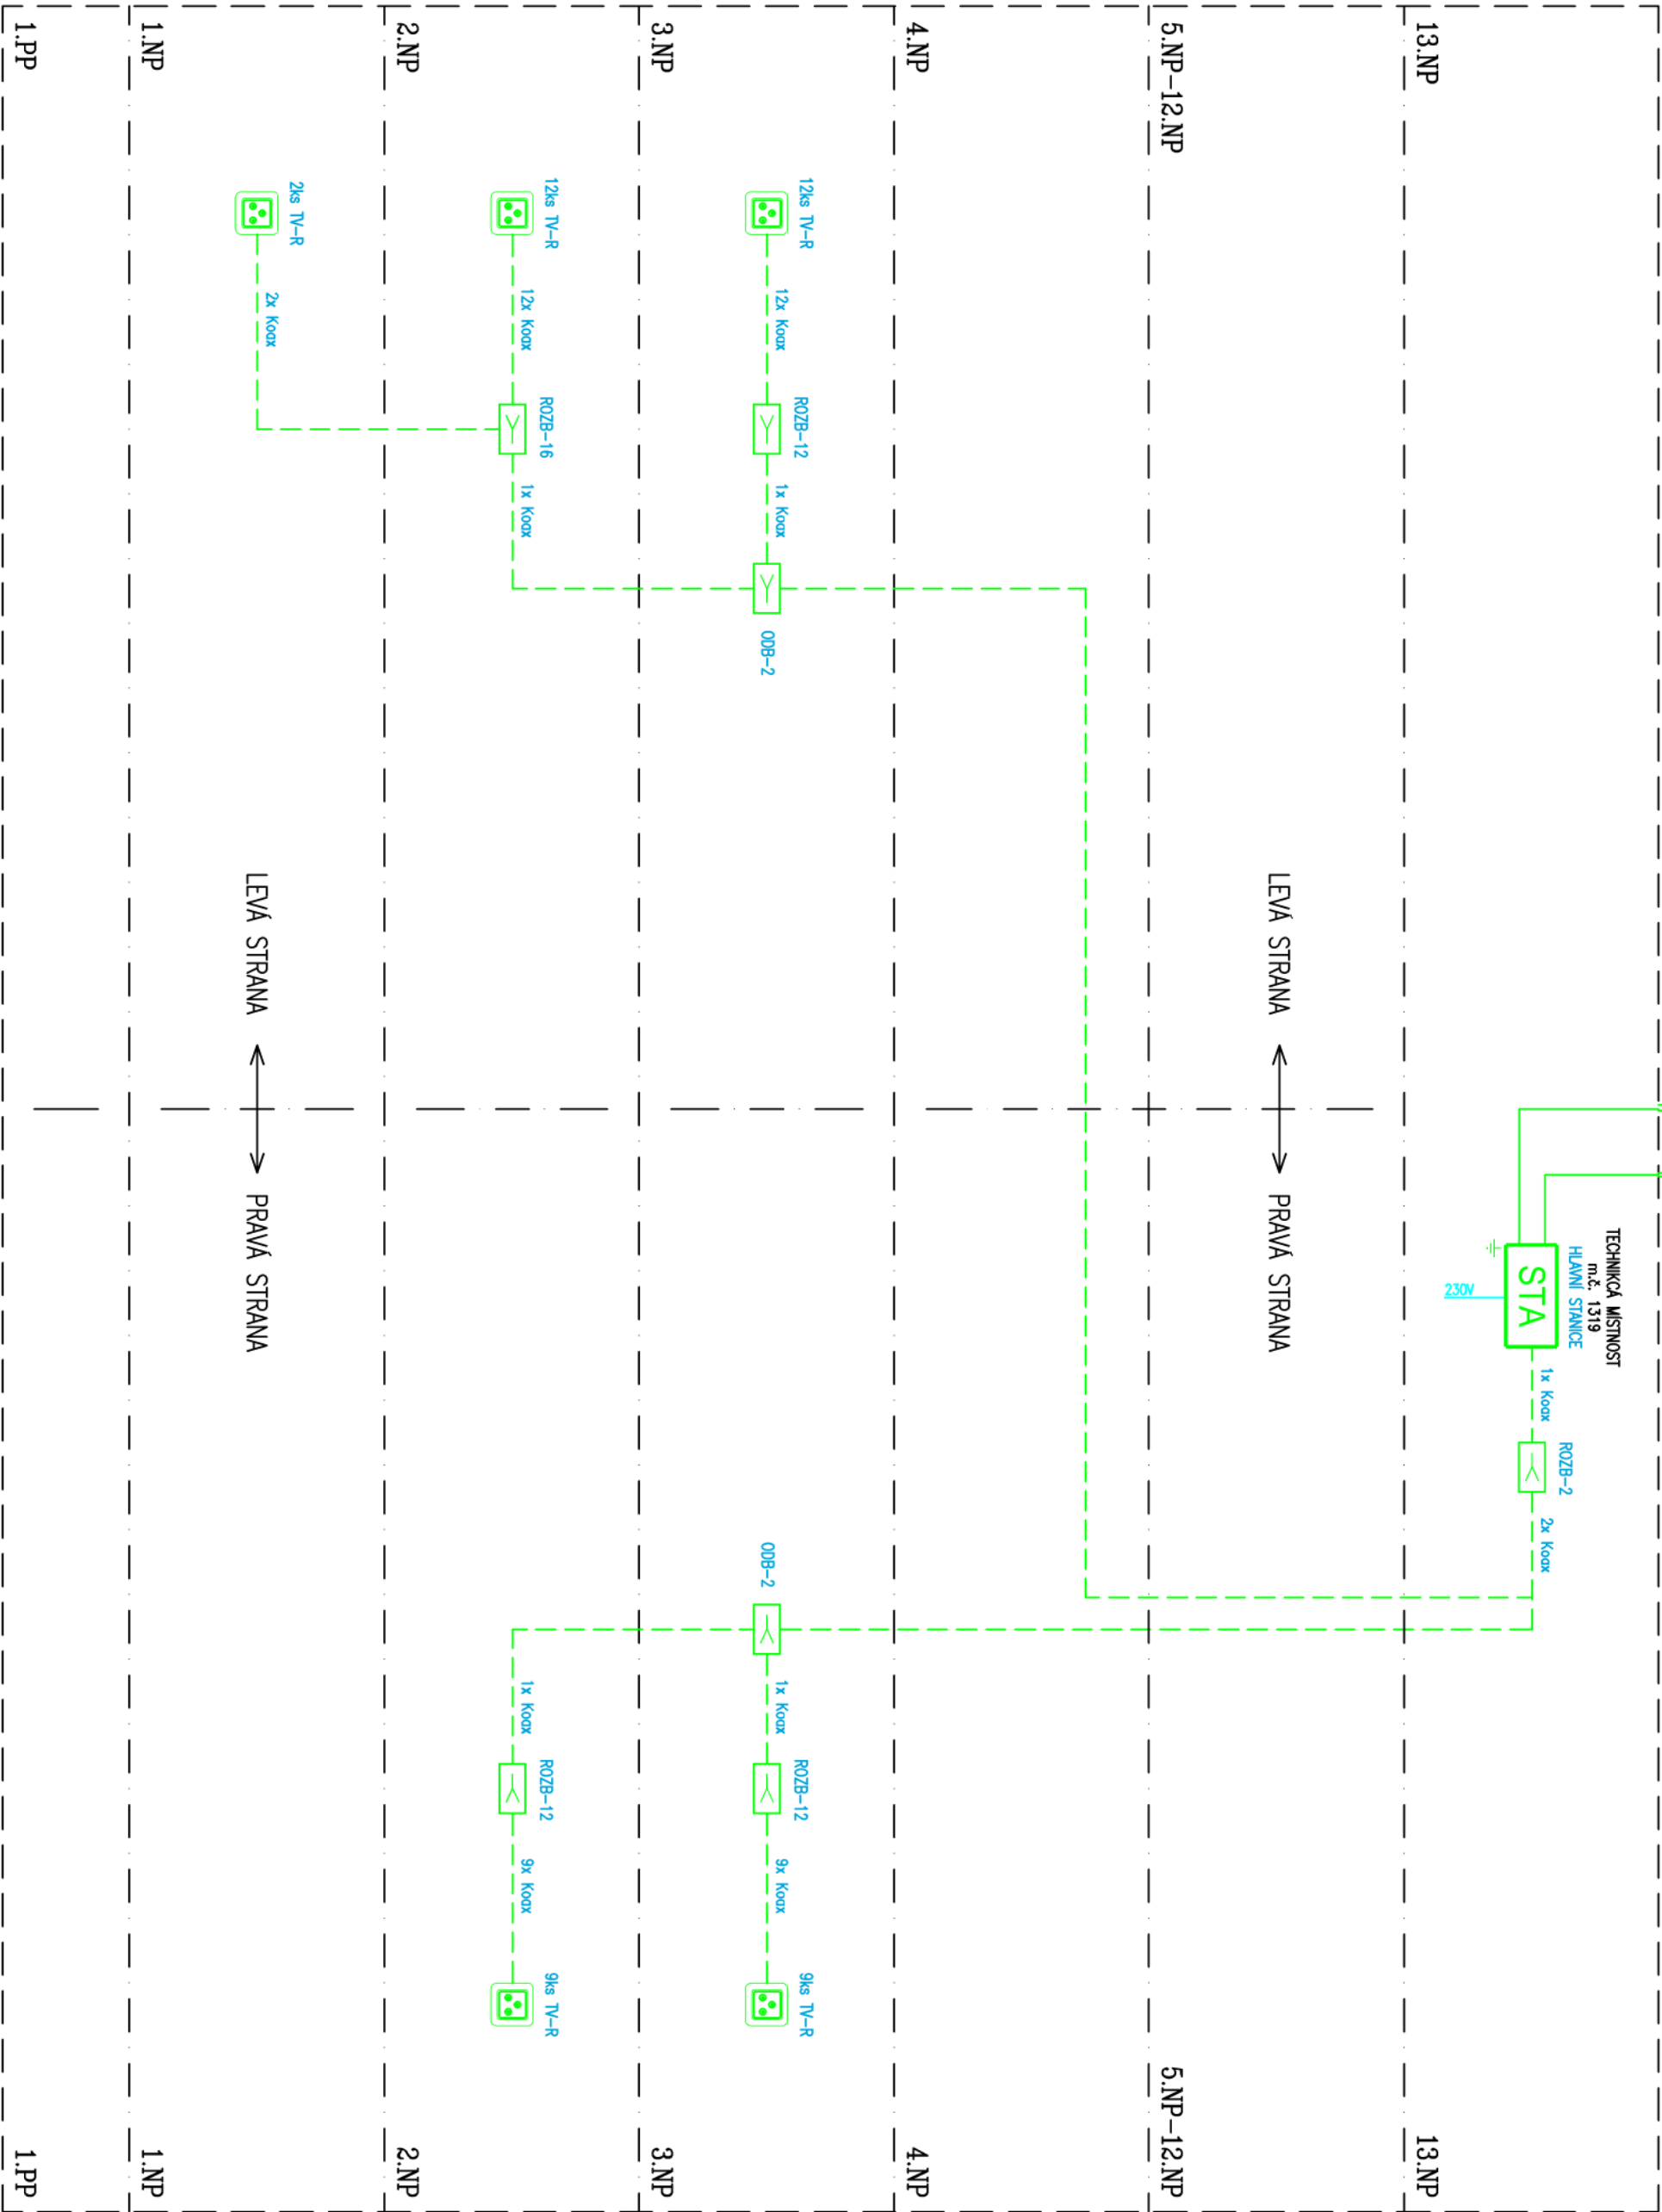 TECHNIKCÁ MÍSTNOST
m.č. 1319
HLAVNÍ STANICE
STA
230V
1x Koax
ROZB-2
2x Koax
13.NP
13.NP
LEVÁ STRANA
PRAVÁ STRANA
5.NP-12.NP
5.NP-12.NP
4.NP
4.NP
12ks TV-R
12x Koax
ROZB-12
1x Koax
ODB-2
ODB-2
1x Koax
ROZB-12
9x Koax
9ks TV-R
3.NP
3.NP
12ks TV-R
12x Koax
ROZB-16
1x Koax
1x Koax
ROZB-12
9x Koax
9ks TV-R
2.NP
2.NP
2ks TV-R
2x Koax
LEVÁ STRANA
PRAVÁ STRANA
1.NP
1.NP
1.PP
1.PP